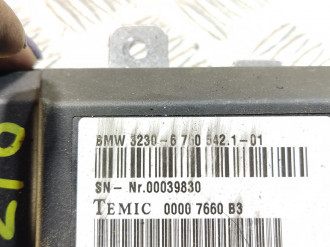 BMW 3230-6 760 542.1-01
SN- Nr.00039830
TEMIC 0000 7660 B3